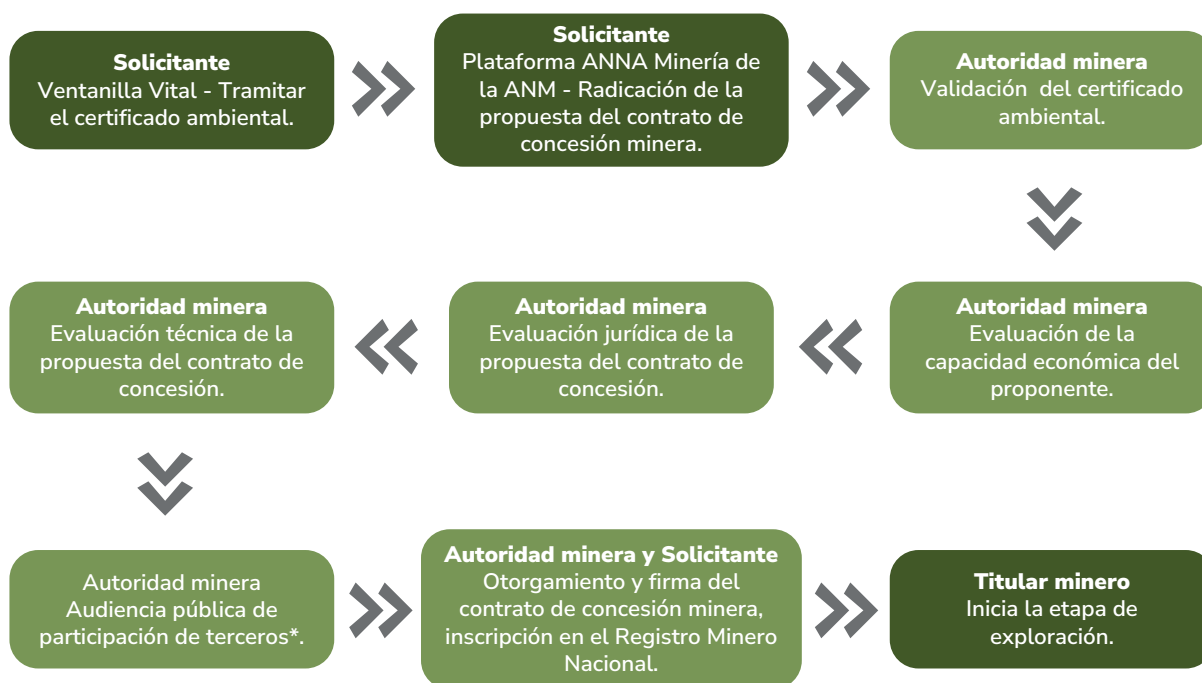 Solicitante
Ventanilla Vital - Tramitar
el certificado ambiental.
Solicitante
Plataforma ANNA Minería de
la ANM - Radicación de la
propuesta del contrato de
concesión minera.
Autoridad minera
Validación del certificado
ambiental.
Autoridad minera
Evaluación de la
capacidad económica del
proponente.
Autoridad minera
Evaluación jurídica de la
propuesta del contrato de
concesión.
Autoridad minera
Evaluación técnica de la
propuesta del contrato de
concesión.
Autoridad minera
Audiencia pública de
participación de terceros*.
Autoridad minera y Solicitante
Otorgamiento y firma del
contrato de concesión minera,
inscripción en el Registro Minero
Nacional.
Titular minero
Inicia la etapa de
exploración.